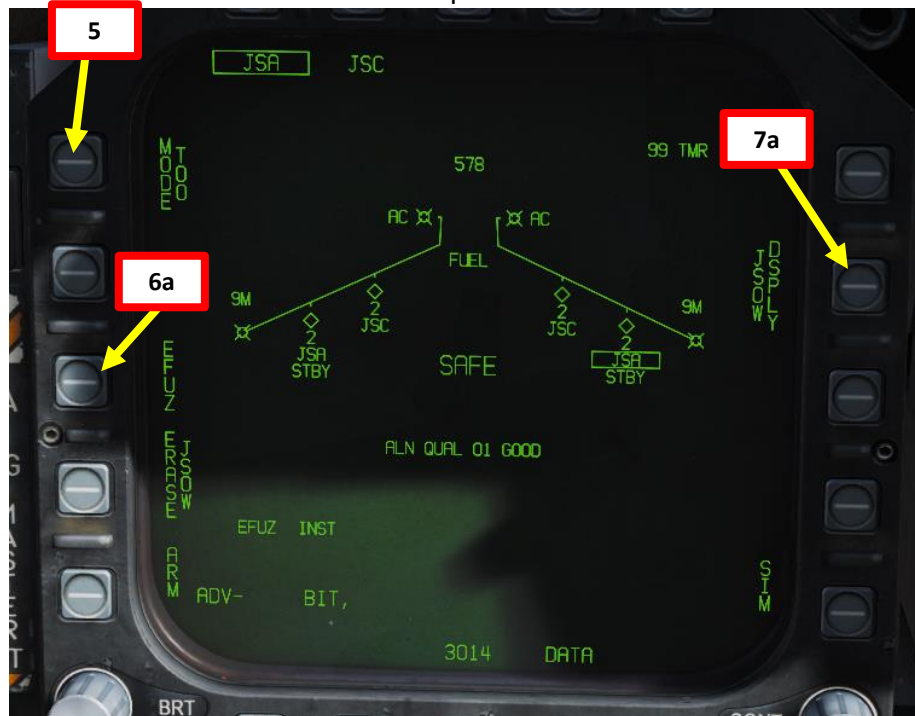 5
JSA JSC
MODE
TOO
578
99 TMR
7a
AC AC
FUEL
JSOW
DSPLY
6a
9M
2
JSC
2
JSA
STBY
2
JSC
9M
2
JSA
STBY
SAFE
EFUZ
ALN QUAL 01 GOOD
ERASE
JSOW
EFUZ INST
ARM
ADV- BIT,
SIM
3014 DATA
BRT